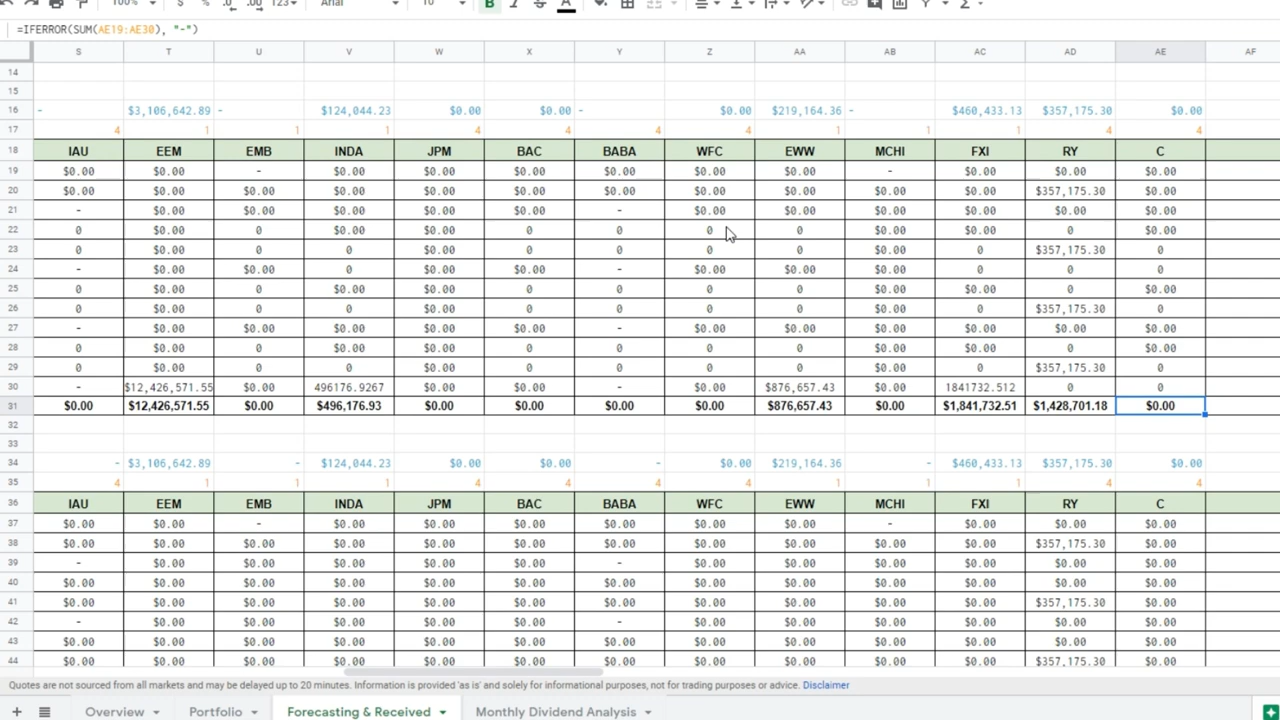 100% $ % .0 .00 123 Arial 10 B I S A
=IFERROR(SUM(AE19:AE30), "-")
S T U V W X Y Z AA AB AC AD AE AF
14
15
16 - $3,106,642.89 - $124,044.23 $0.00 $0.00 - $0.00 $219,164.36 - $460,433.13 $357,175.30 $0.00
17 4 1 1 1 4 4 4 4 1 1 1 4 4
18 IAU EEM EMB INDA JPM BAC BABA WFC EWW MCHI FXI RY C
19 $0.00 $0.00 - $0.00 $0.00 $0.00 $0.00 $0.00 $0.00 - $0.00 $0.00 $0.00
20 $0.00 $0.00 $0.00 $0.00 $0.00 $0.00 $0.00 $0.00 $0.00 $0.00 $0.00 $357,175.30 $0.00
21 - $0.00 $0.00 $0.00 $0.00 $0.00 - $0.00 $0.00 $0.00 $0.00 $0.00 $0.00
22 0 $0.00 0 $0.00 $0.00 0 0 0 0 $0.00 $0.00 0 $0.00
23 0 $0.00 0 0 $0.00 0 0 0 0 $0.00 0 $357,175.30 0
24 - $0.00 $0.00 0 $0.00 $0.00 - $0.00 $0.00 $0.00 0 0 0
25 0 $0.00 0 0 $0.00 0 0 0 0 $0.00 0 0 $0.00
26 0 $0.00 0 0 $0.00 0 0 0 0 $0.00 0 $357,175.30 0
27 - $0.00 $0.00 0 $0.00 $0.00 - $0.00 $0.00 $0.00 $0.00 0 0
28 0 $0.00 0 $0.00 $0.00 0 0 0 0 $0.00 $0.00 0 $0.00
29 0 $0.00 0 0 $0.00 0 0 0 0 $0.00 0 $357,175.30 0
30 - $12,426,571.55 $0.00 496176.9267 $0.00 $0.00 - $0.00 $876,657.43 $0.00 1841732.512 0 0
31 $0.00 $12,426,571.55 $0.00 $496,176.93 $0.00 $0.00 $0.00 $0.00 $876,657.43 $0.00 $1,841,732.51 $1,428,701.18 $0.00
32
33
34 - $3,106,642.89 - $124,044.23 $0.00 $0.00 - $0.00 $219,164.36 - $460,433.13 $357,175.30 $0.00
35 4 1 1 1 4 4 4 4 1 1 1 4 4
36 IAU EEM EMB INDA JPM BAC BABA WFC EWW MCHI FXI RY C
37 $0.00 $0.00 - $0.00 $0.00 $0.00 $0.00 $0.00 $0.00 - $0.00 $0.00 $0.00
38 $0.00 $0.00 $0.00 $0.00 $0.00 $0.00 $0.00 $0.00 $0.00 $0.00 $0.00 $357,175.30 $0.00
39 - $0.00 $0.00 $0.00 $0.00 $0.00 - $0.00 $0.00 $0.00 $0.00 $0.00 $0.00
40 $0.00 $0.00 $0.00 $0.00 $0.00 $0.00 $0.00 $0.00 $0.00 $0.00 $0.00 $0.00 $0.00
41 $0.00 $0.00 $0.00 $0.00 $0.00 $0.00 $0.00 $0.00 $0.00 $0.00 $0.00 $357,175.30 $0.00
42 - $0.00 $0.00 $0.00 $0.00 $0.00 - $0.00 $0.00 $0.00 $0.00 $0.00 $0.00
43 $0.00 $0.00 $0.00 $0.00 $0.00 $0.00 $0.00 $0.00 $0.00 $0.00 $0.00 $0.00 $0.00
44 $0.00 $0.00 $0.00 $0.00 $0.00 $0.00 $0.00 $0.00 $0.00 $0.00 $0.00 $357,175.30 $0.00
Quotes are not sourced from all markets and may be delayed up to 20 minutes. Information is provided 'as is' and solely for informational purposes, not for trading purposes or advice. Disclaimer
Overview Portfolio Forecasting & Received Monthly Dividend Analysis